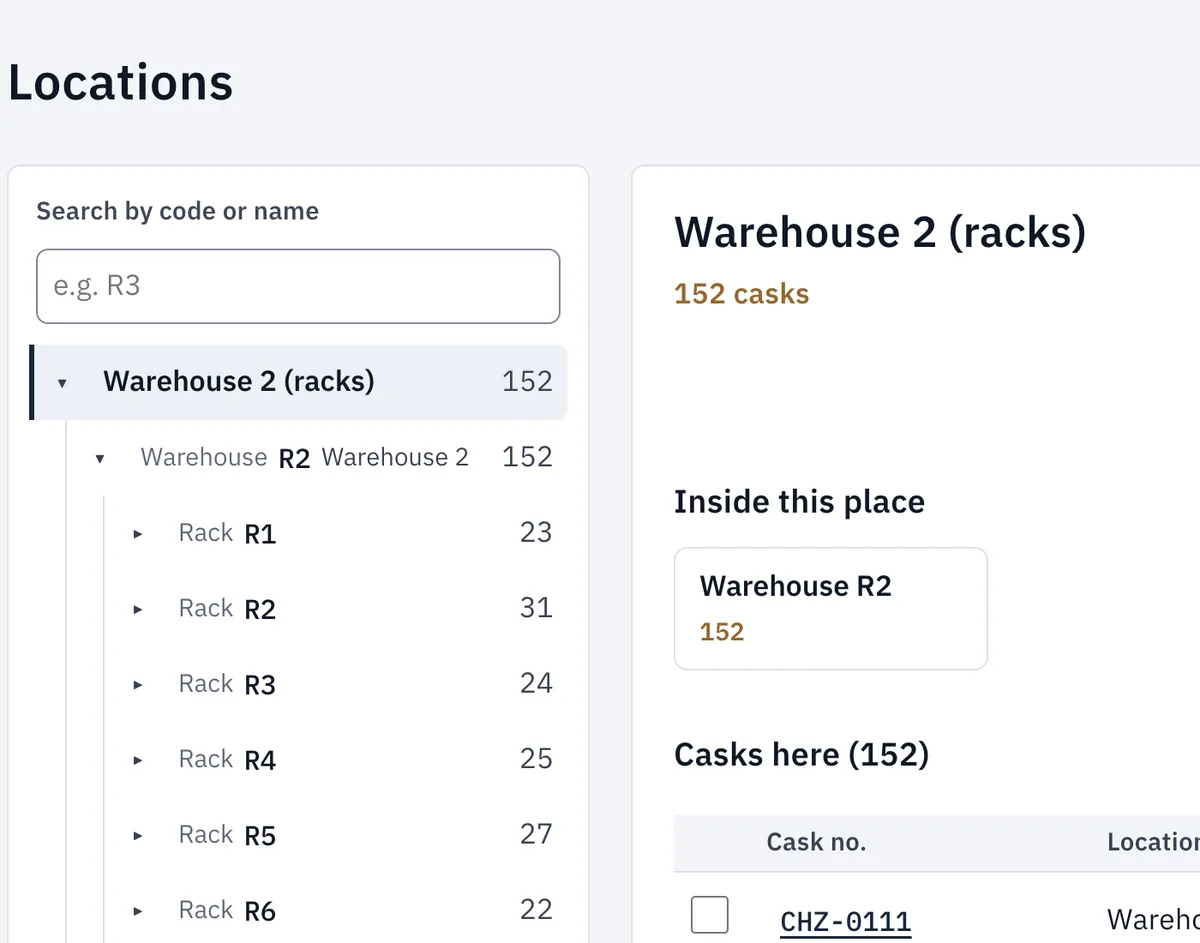 Locations
Search by code or name
e.g. R3
Warehouse 2 (racks) 152
Warehouse R2 Warehouse 2 152
Rack R1 23
Rack R2 31
Rack R3 24
Rack R4 25
Rack R5 27
Rack R6 22
Warehouse 2 (racks)
152 casks
Inside this place
Warehouse R2
152
Casks here (152)
Cask no.
CHZ-0111